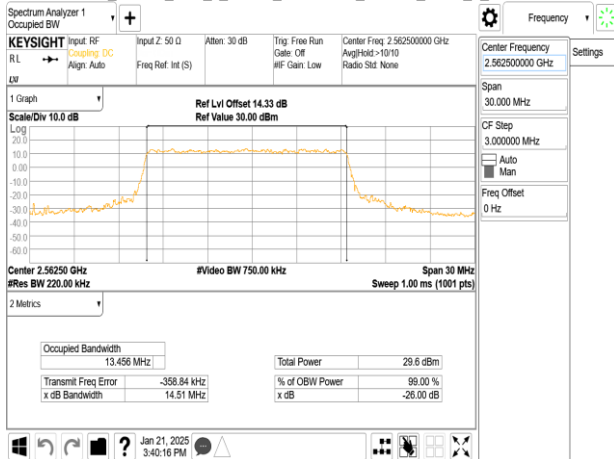 Spectrum Analyzer 1
Occupied BW
Frequency
KEYSIGHT
RL
LXI
Input: RF
Coupling: DC
Align: Auto
Input Z: 50 Ω
Freq Ref: Int (S)
Atten: 30 dB
Trig: Free Run
Gate: Off
#IF Gain: Low
Center Freq: 2.562500000 GHz
Avg|Hold:>10/10
Radio Std: None
Center Frequency
2.562500000 GHz
Settings
Span
30.000 MHz
CF Step
3.000000 MHz
Auto
Man
Freq Offset
0 Hz
1 Graph
Scale/Div 10.0 dB
Ref Lvl Offset 14.33 dB
Ref Value 30.00 dBm
Log
20.0
10.0
0.00
-10.0
-20.0
-30.0
-40.0
-50.0
-60.0
Center 2.56250 GHz
#Video BW 750.00 kHz
Span 30 MHz
#Res BW 220.00 kHz
Sweep 1.00 ms (1001 pts)
2 Metrics
Occupied Bandwidth
13.456 MHz
Total Power 29.6 dBm
Transmit Freq Error -358.84 kHz
% of OBW Power 99.00 %
x dB Bandwidth 14.51 MHz
x dB -26.00 dB
?
Jan 21, 2025
3:40:16 PM